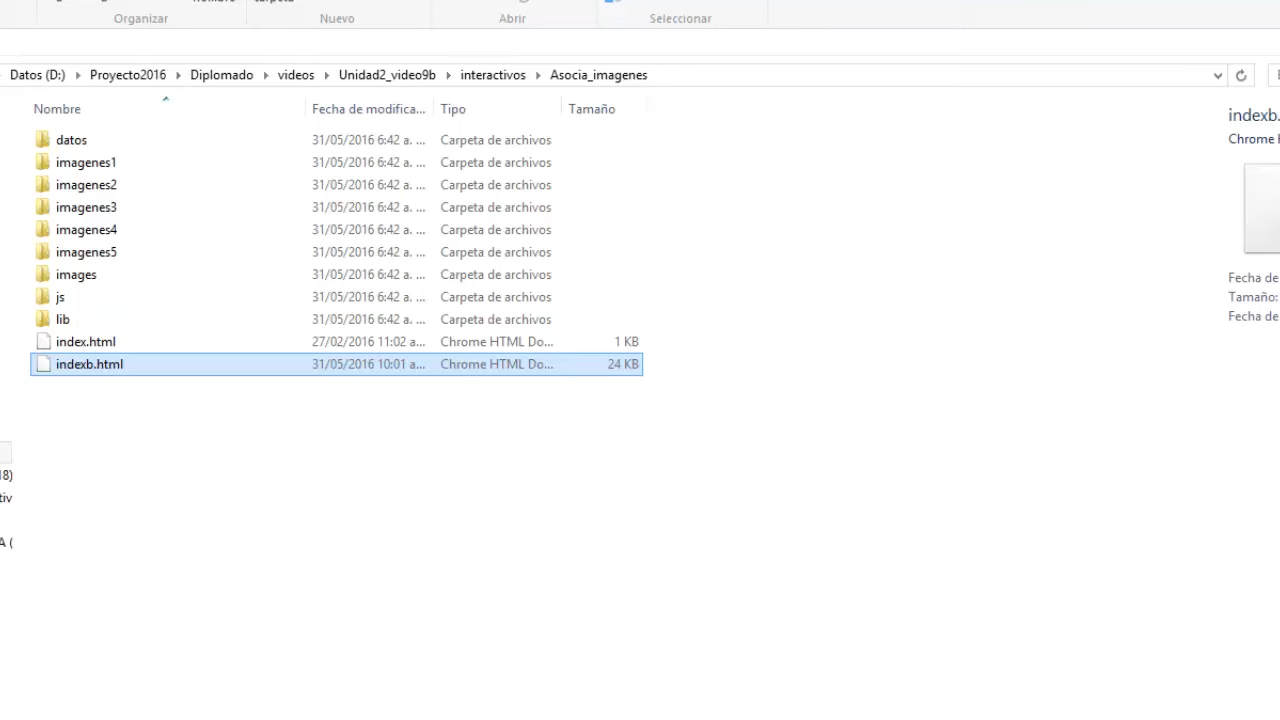 Organizar Nuevo Abrir Seleccionar
Datos (D:) Proyecto2016 Diplomado videos Unidad2_video9b interactivos Asocia_imagenes
Nombre Fecha de modifica... Tipo Tamaño
datos 31/05/2016 6:42 a. ... Carpeta de archivos
imagenes1 31/05/2016 6:42 a. ... Carpeta de archivos
imagenes2 31/05/2016 6:42 a. ... Carpeta de archivos
imagenes3 31/05/2016 6:42 a. ... Carpeta de archivos
imagenes4 31/05/2016 6:42 a. ... Carpeta de archivos
imagenes5 31/05/2016 6:42 a. ... Carpeta de archivos
images 31/05/2016 6:42 a. ... Carpeta de archivos
js 31/05/2016 6:42 a. ... Carpeta de archivos
lib 31/05/2016 6:42 a. ... Carpeta de archivos
index.html 27/02/2016 11:02 a... Chrome HTML Do... 1 KB
indexb.html 31/05/2016 10:01 a... Chrome HTML Do... 24 KB
18)
tiv
A (
indexb.
Chrome
Fecha de
Tamaño:
Fecha de